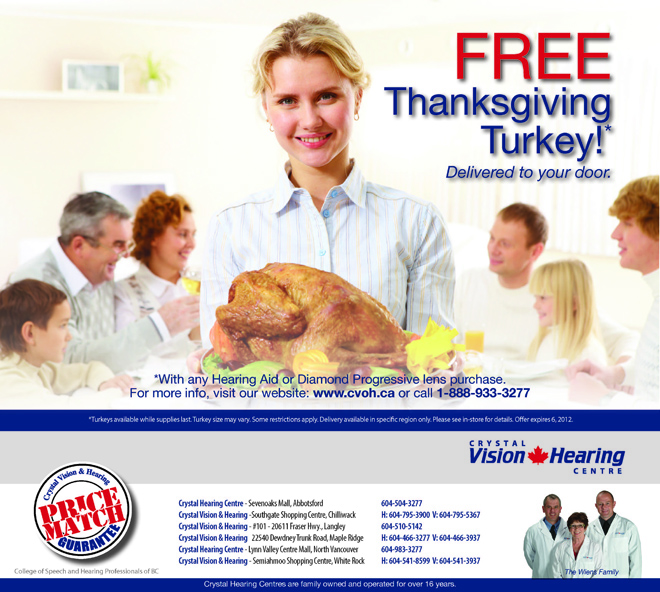 FREE
Thanksgiving
Turkey!*
Delivered to your door.
*With any Hearing Aid or Diamond Progressive lens purchase.
For more info, visit our website: www.cvoh.ca or call 1-888-933-3277
*Turkeys available while supplies last. Turkey size may vary. Some restrictions apply. Delivery available in specific region only. Please see in-store for details. Offer expires 6, 2012.
CRYSTAL
Vision Hearing
CENTRE
Crystal Vision & Hearing
PRICE
MATCH
GUARANTEE
College of Speech and Hearing Professionals of BC
Crystal Hearing Centre - Sevenoaks Mall, Abbotsford 604-504-3277
Crystal Vision & Hearing - Southgate Shopping Centre, Chilliwack H: 604-795-3900 V: 604-795-5367
Crystal Vision & Hearing - #101 - 20611 Fraser Hwy., Langley 604-510-5142
Crystal Vision & Hearing 22540 Dewdney Trunk Road, Maple Ridge H: 604-466-3277 V: 604-466-3937
Crystal Hearing Centre - Lynn Valley Centre Mall, North Vancouver 604-983-3277
Crystal Vision & Hearing - Semiahmoo Shopping Centre, White Rock H: 604-541-8599 V: 604-541-3937
The Wiens Family
Crystal Hearing Centres are family owned and operated for over 16 years.